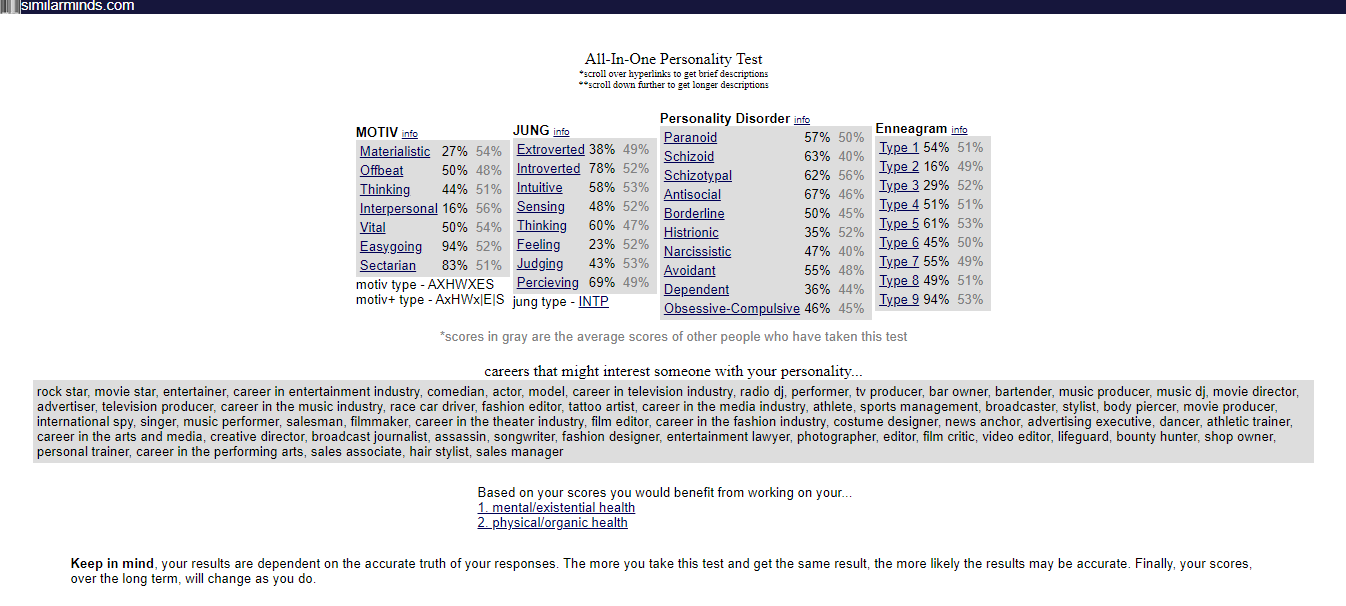 similarminds.com
All-In-One Personality Test
*scroll over hyperlinks to get brief descriptions
**scroll down further to get longer descriptions
MOTIV info
Materialistic 27% 54%
Offbeat 50% 48%
Thinking 44% 51%
Interpersonal 16% 56%
Vital 50% 54%
Easygoing 94% 52%
Sectarian 83% 51%
motiv type - AXHWXES
motiv+ type - AxHWx|E|S
JUNG info
Extroverted 38% 49%
Introverted 78% 52%
Intuitive 58% 53%
Sensing 48% 52%
Thinking 60% 47%
Feeling 23% 52%
Judging 43% 53%
Percieving 69% 49%
jung type - INTP
Personality Disorder info
Paranoid 57% 50%
Schizoid 63% 40%
Schizotypal 62% 56%
Antisocial 67% 46%
Borderline 50% 45%
Histrionic 35% 52%
Narcissistic 47% 40%
Avoidant 55% 48%
Dependent 36% 44%
Obsessive-Compulsive 46% 45%
Enneagram info
Type 1 54% 51%
Type 2 16% 49%
Type 3 29% 52%
Type 4 51% 51%
Type 5 61% 53%
Type 6 45% 50%
Type 7 55% 49%
Type 8 49% 51%
Type 9 94% 53%
*scores in gray are the average scores of other people who have taken this test
careers that might interest someone with your personality...
rock star, movie star, entertainer, career in entertainment industry, comedian, actor, model, career in television industry, radio dj, performer, tv producer, bar owner, bartender, music producer, music dj, movie director,
advertiser, television producer, career in the music industry, race car driver, fashion editor, tattoo artist, career in the media industry, athlete, sports management, broadcaster, stylist, body piercer, movie producer,
international spy, singer, music performer, salesman, filmmaker, career in the theater industry, film editor, career in the fashion industry, costume designer, news anchor, advertising executive, dancer, athletic trainer,
career in the arts and media, creative director, broadcast journalist, assassin, songwriter, fashion designer, entertainment lawyer, photographer, editor, film critic, video editor, lifeguard, bounty hunter, shop owner,
personal trainer, career in the performing arts, sales associate, hair stylist, sales manager
Based on your scores you would benefit from working on your...
1. mental/existential health
2. physical/organic health
Keep in mind, your results are dependent on the accurate truth of your responses. The more you take this test and get the same result, the more likely the results may be accurate. Finally, your scores,
over the long term, will change as you do.